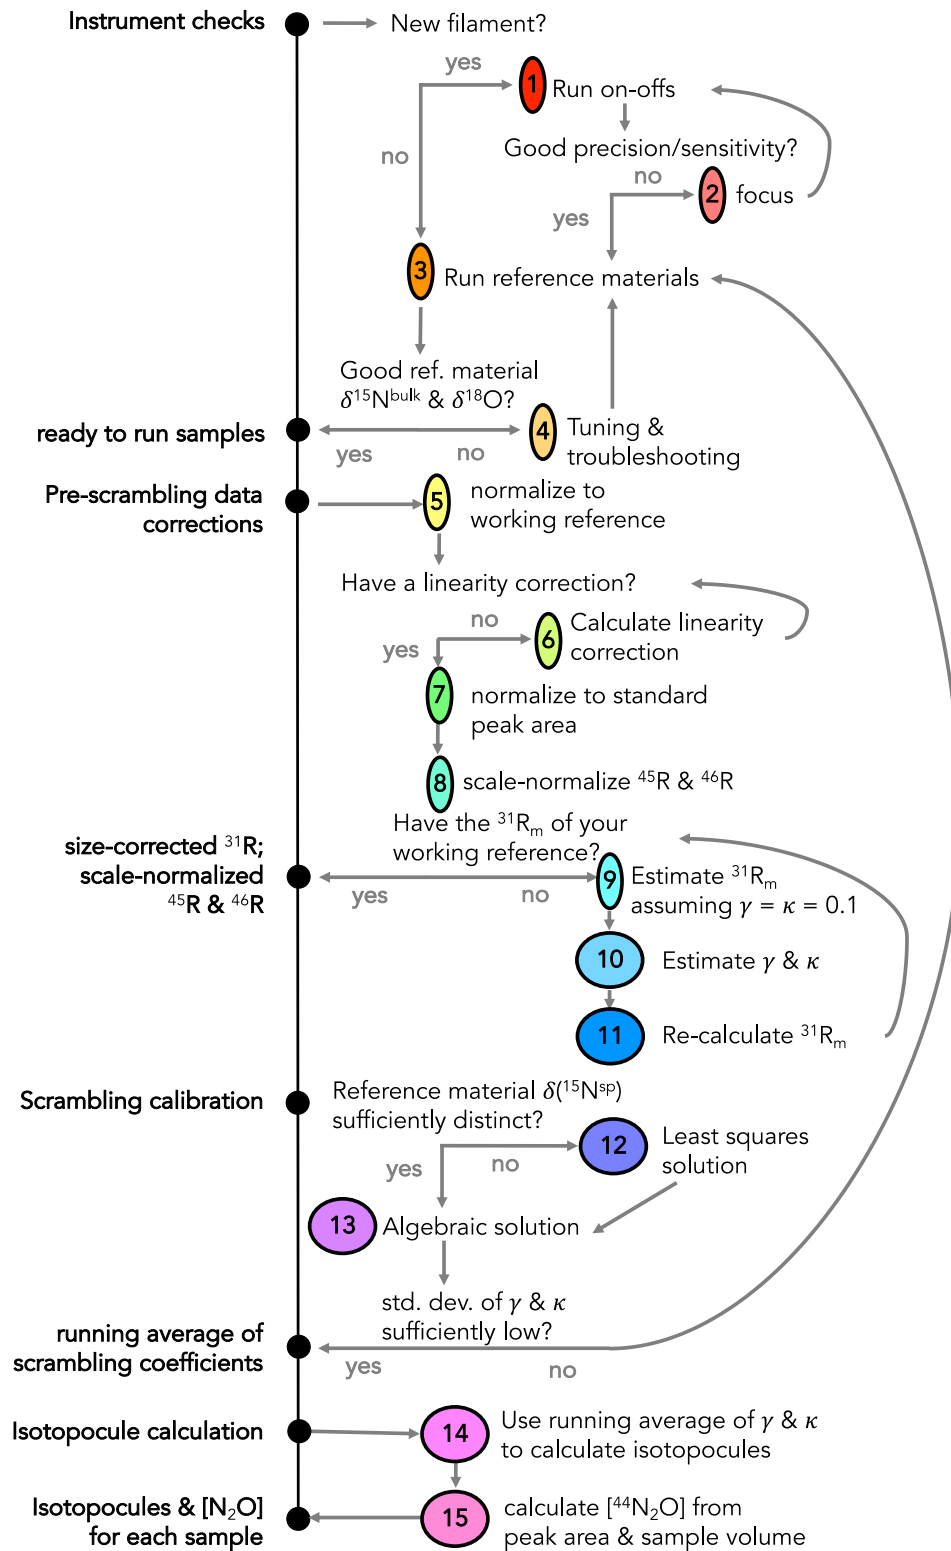 Instrument checks
New filament?
yes
1 Run on-offs
no
Good precision/sensitivity?
no
2 focus
yes
3 Run reference materials
Good ref. material
δ¹⁵Nᵇᵘˡᵏ & δ¹⁸O?
ready to run samples
yes
no
4 Tuning &
troubleshooting
Pre-scrambling data
corrections
5 normalize to
working reference
Have a linearity correction?
no
yes
6 Calculate linearity
correction
7 normalize to standard
peak area
8 scale-normalize ⁴⁵R & ⁴⁶R
Have the ³¹Rₘ of your
working reference?
size-corrected ³¹R;
scale-normalized
⁴⁵R & ⁴⁶R
yes
no
9 Estimate ³¹Rₘ
assuming γ = κ = 0.1
10 Estimate γ & κ
11 Re-calculate ³¹Rₘ
Scrambling calibration
Reference material δ(¹⁵Nˢᵖ)
sufficiently distinct?
yes
no
12 Least squares
solution
13 Algebraic solution
std. dev. of γ & κ
sufficiently low?
running average of
scrambling coefficients
yes
no
Isotopocule calculation
14 Use running average of γ & κ
to calculate isotopocules
Isotopocules & [N₂O]
for each sample
15 calculate [⁴⁴N₂O] from
peak area & sample volume